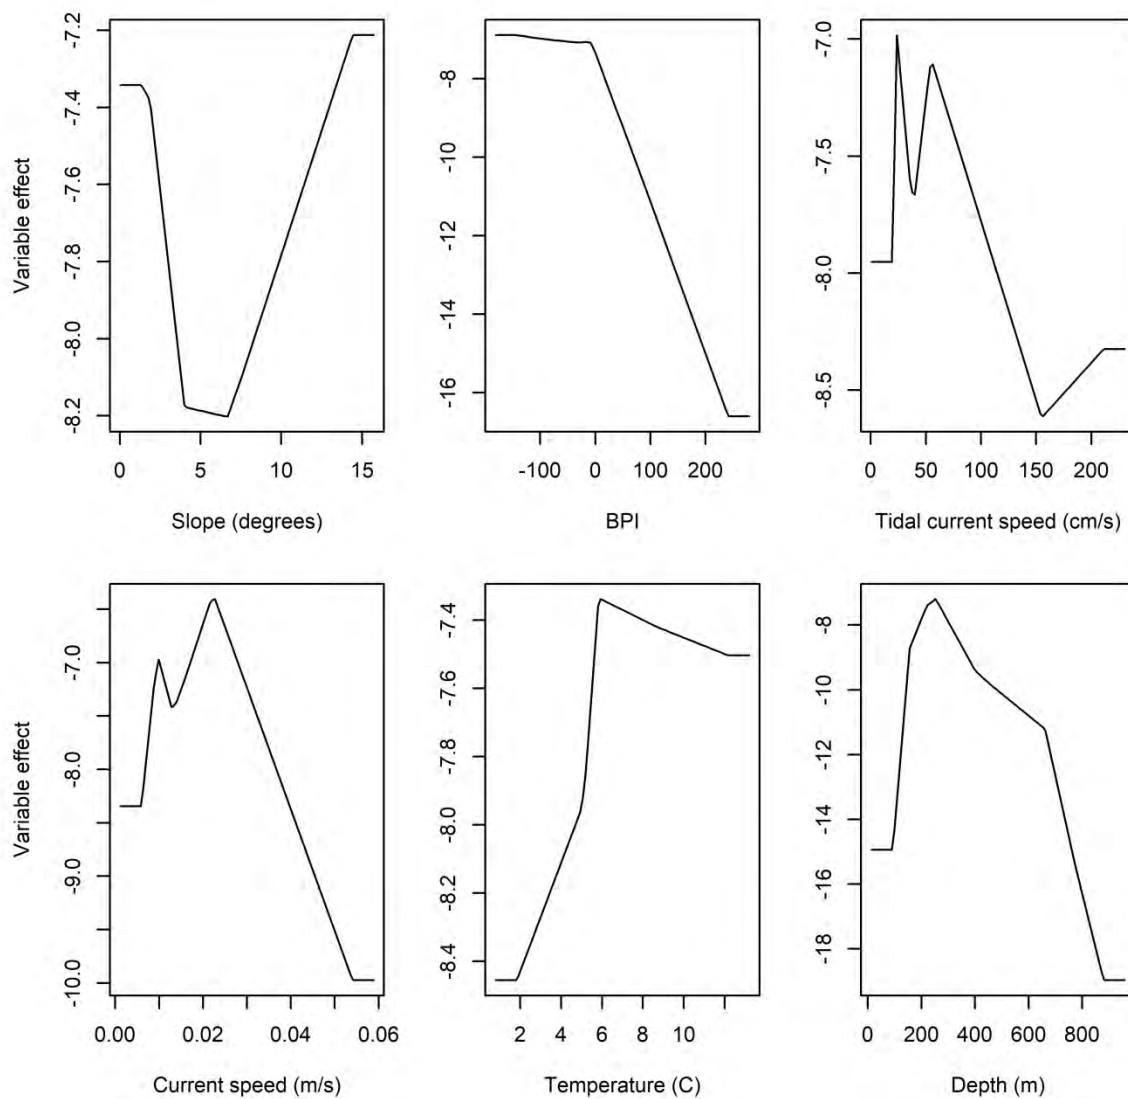 Variable effect
-7.2
-7.4
-7.6
-7.8
-8.0
-8.2
0 5 10 15
Slope (degrees)
-8
-10
-12
-14
-16
-100 0 100 200
BPI
-7.0
-7.5
-8.0
-8.5
0 50 100 150 200
Tidal current speed (cm/s)
Variable effect
-7.0
-8.0
-9.0
-10.0
0.00 0.02 0.04 0.06
Current speed (m/s)
-7.4
-7.6
-7.8
-8.0
-8.2
-8.4
2 4 6 8 10
Temperature (C)
-8
-10
-12
-14
-16
-18
0 200 400 600 800
Depth (m)